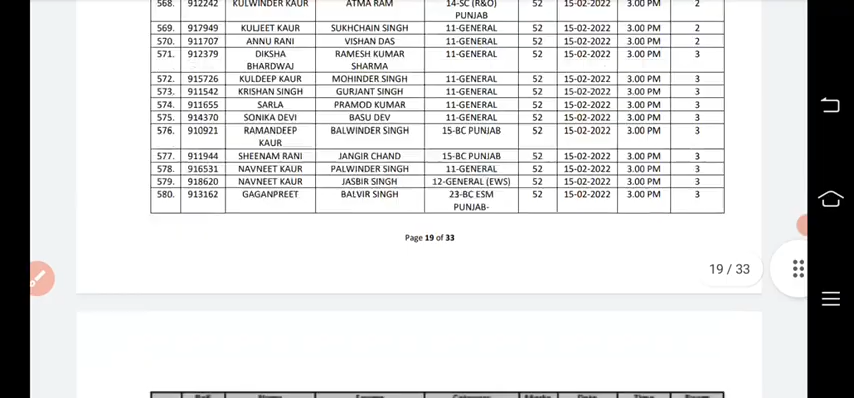 568. 912242 KULWINDER KAUR ATMA RAM 14-SC (R&O) 52 15-02-2022 3.00 PM 2
PUNJAB
569. 917949 KULJEET KAUR SUKHCHAIN SINGH 11-GENERAL 52 15-02-2022 3.00 PM 2
570. 911707 ANNU RANI VISHAN DAS 11-GENERAL 52 15-02-2022 3.00 PM 2
571. 912379 DIKSHA RAMESH KUMAR 11-GENERAL 52 15-02-2022 3.00 PM 3
BHARDWAJ SHARMA
572. 915726 KULDEEP KAUR MOHINDER SINGH 11-GENERAL 52 15-02-2022 3.00 PM 3
573. 911542 KRISHAN SINGH GURJANT SINGH 11-GENERAL 52 15-02-2022 3.00 PM 3
574. 911655 SARLA PRAMOD KUMAR 11-GENERAL 52 15-02-2022 3.00 PM 3
575. 914370 SONIKA DEVI BASU DEV 11-GENERAL 52 15-02-2022 3.00 PM 3
576. 910921 RAMANDEEP BALWINDER SINGH 15-BC PUNJAB 52 15-02-2022 3.00 PM 3
KAUR
577. 911944 SHEENAM RANI JANGIR CHAND 15-BC PUNJAB 52 15-02-2022 3.00 PM 3
578. 916531 NAVNEET KAUR PALWINDER SINGH 11-GENERAL 52 15-02-2022 3.00 PM 3
579. 918620 NAVNEET KAUR JASBIR SINGH 12-GENERAL (EWS) 52 15-02-2022 3.00 PM 3
580. 913162 GAGANPREET BALVIR SINGH 23-BC ESM 52 15-02-2022 3.00 PM 3
PUNJAB-
Page 19 of 33
19 / 33